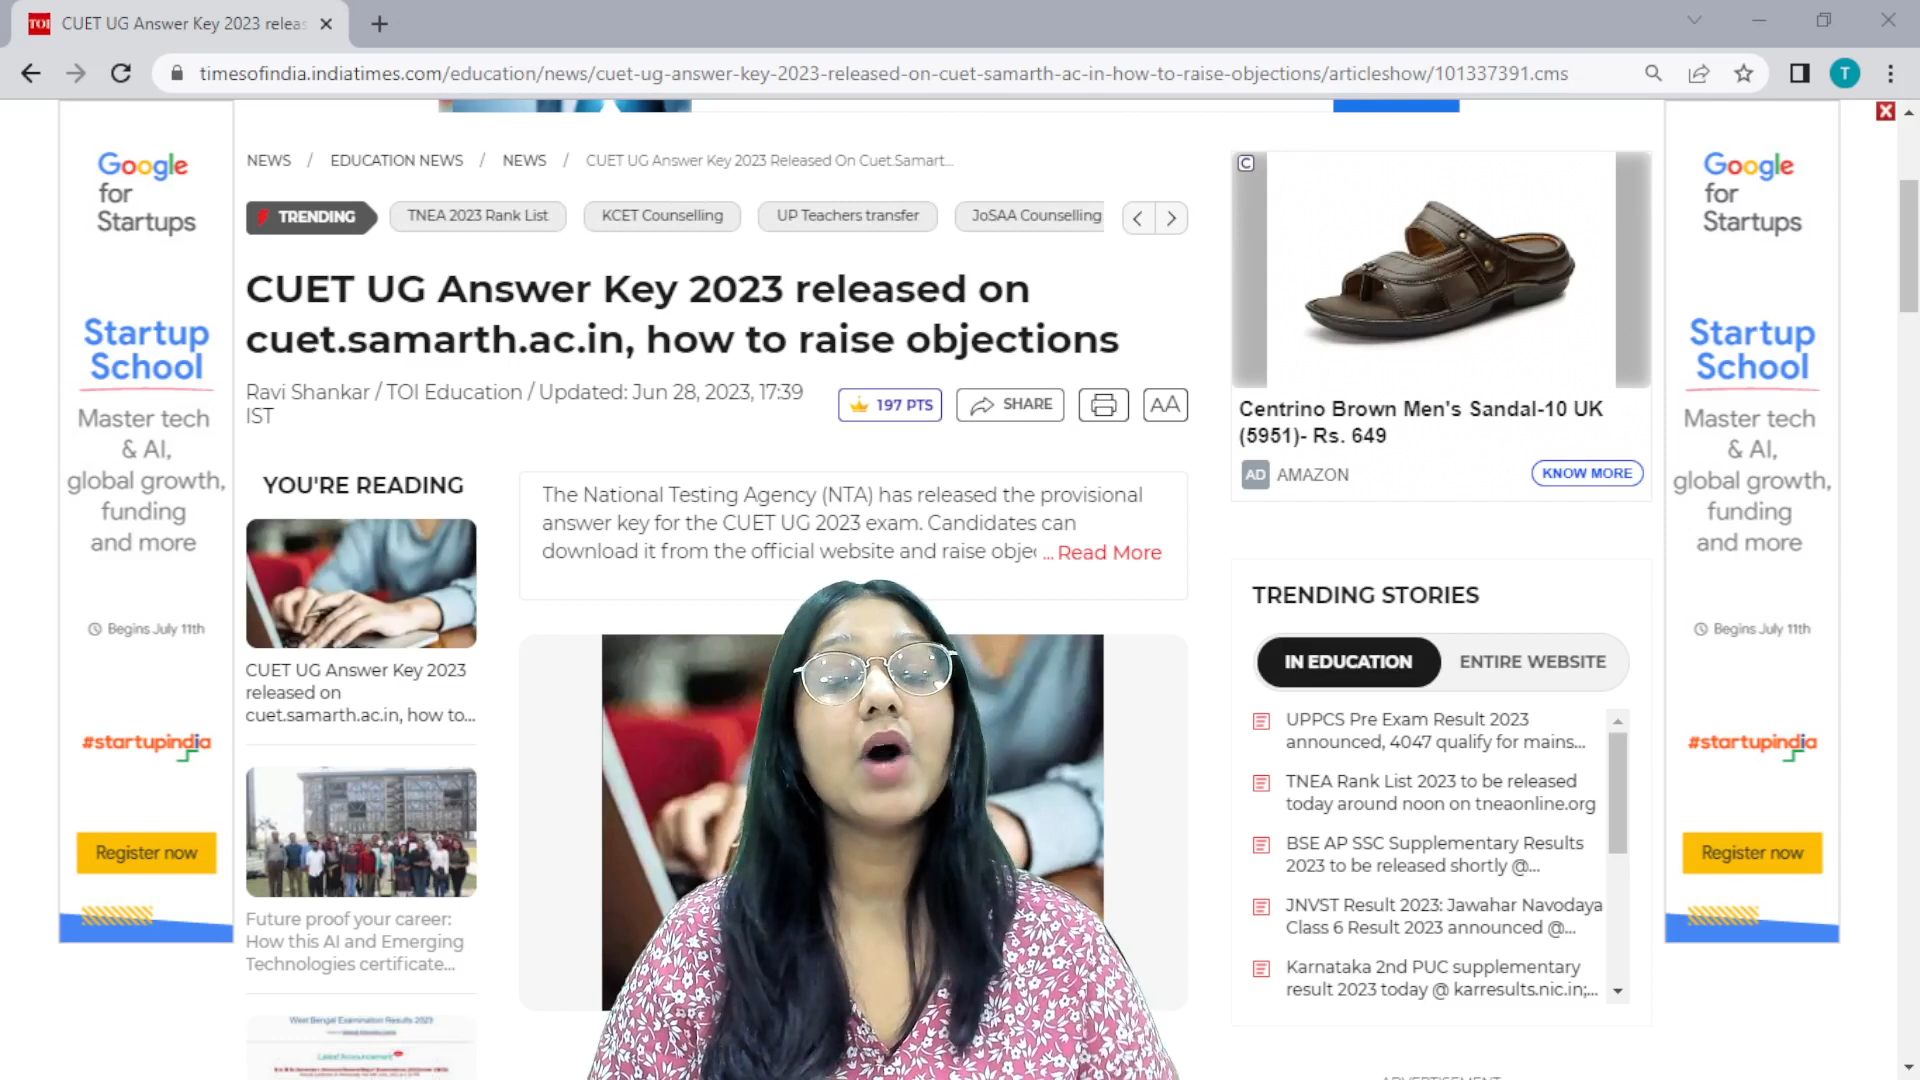 TOI CUET UG Answer Key 2023 releas
timesofindia.indiatimes.com/education/news/cuet-ug-answer-key-2023-released-on-cuet-samarth-ac-in-how-to-raise-objections/articleshow/101337391.cms
T
Google
for
Startups
Startup
School
Master tech
& AI,
global growth,
funding
and more
Begins July 11th
#startupindia
Register now
NEWS / EDUCATION NEWS / NEWS / CUET UG Answer Key 2023 Released On Cuet.Samart...
TRENDING
TNEA 2023 Rank List
KCET Counselling
UP Teachers transfer
JoSAA Counselling
CUET UG Answer Key 2023 released on
cuet.samarth.ac.in, how to raise objections
Ravi Shankar / TOI Education / Updated: Jun 28, 2023, 17:39
IST
197 PTS
SHARE
AA
YOU'RE READING
CUET UG Answer Key 2023
released on
cuet.samarth.ac.in, how to...
Future proof your career:
How this AI and Emerging
Technologies certificate...
West Bengal Examination Results 2023
Latest Announcement
The National Testing Agency (NTA) has released the provisional
answer key for the CUET UG 2023 exam. Candidates can
download it from the official website and raise objec ... Read More
C
Centrino Brown Men's Sandal-10 UK
(5951)- Rs. 649
AD AMAZON
KNOW MORE
TRENDING STORIES
IN EDUCATION
ENTIRE WEBSITE
UPPCS Pre Exam Result 2023
announced, 4047 qualify for mains...
TNEA Rank List 2023 to be released
today around noon on tneaonline.org
BSE AP SSC Supplementary Results
2023 to be released shortly @...
JNVST Result 2023: Jawahar Navodaya
Class 6 Result 2023 announced @...
Karnataka 2nd PUC supplementary
result 2023 today @ karresults.nic.in;...
Google
for
Startups
Startup
School
Master tech
& AI,
global growth,
funding
and more
Begins July 11th
#startupindia
Register now